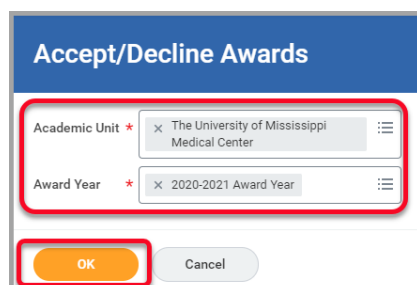 Accept/Decline Awards
Academic Unit * × The University of Mississippi
Medical Center
Award Year * × 2020-2021 Award Year
OK Cancel